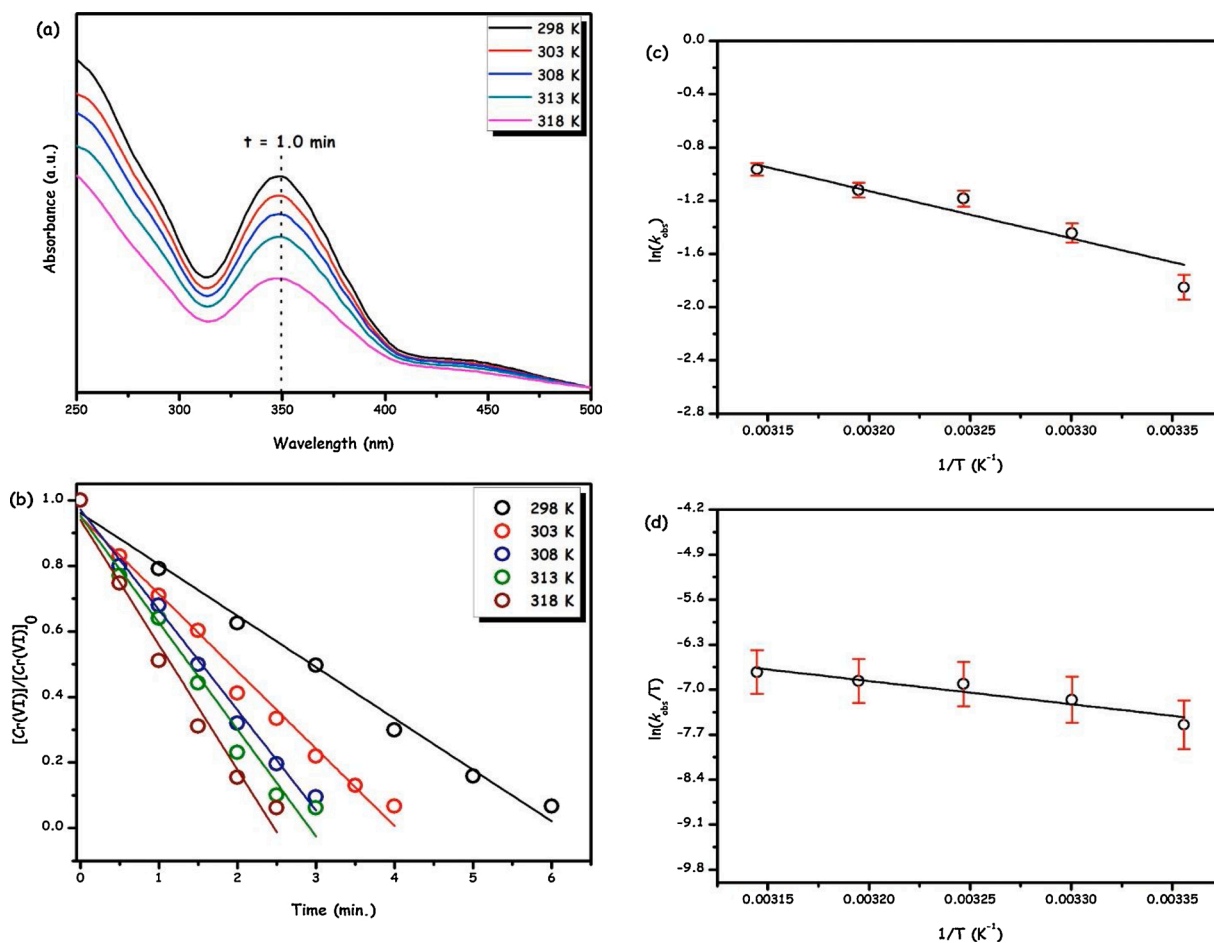 (a)
298 K
303 K
308 K
313 K
318 K
t = 1.0 min
Absorbance (a.u.)
250 300 350 400 450 500
Wavelength (nm)
(b)
298 K
303 K
308 K
313 K
318 K
1.0
0.8
0.6
0.4
0.2
0.0
[Cr(VI)]/[Cr(VI)]₀
0 1 2 3 4 5 6
Time (min.)
(c)
0.0
-0.4
-0.8
-1.2
-1.6
-2.0
-2.4
-2.8
ln(k_obs)
0.00315 0.00320 0.00325 0.00330 0.00335
1/T (K⁻¹)
(d)
-4.2
-4.9
-5.6
-6.3
-7.0
-7.7
-8.4
-9.1
-9.8
ln(k_obs/T)
0.00315 0.00320 0.00325 0.00330 0.00335
1/T (K⁻¹)